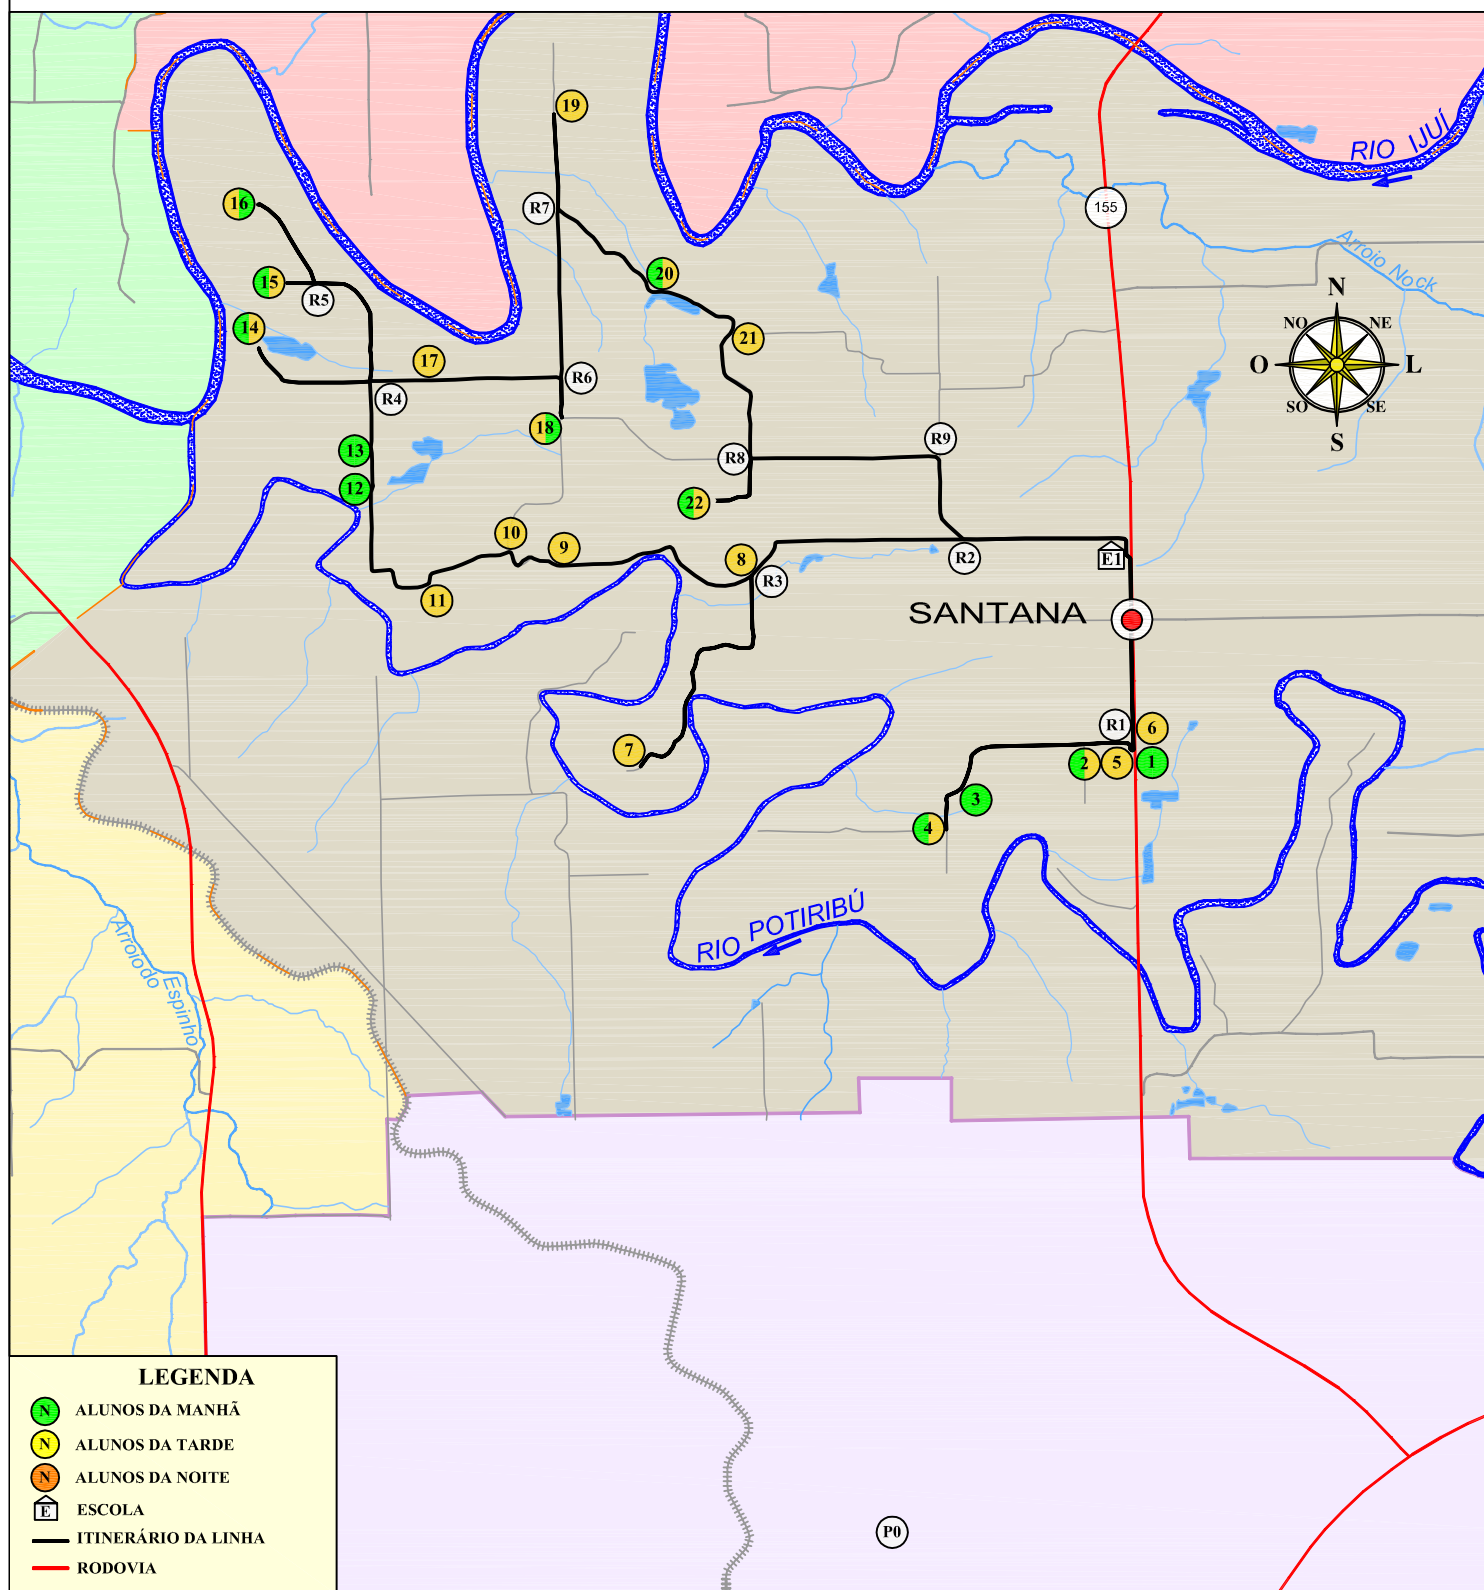 19
RIO IJUÍ
16
R7
155
Arroio Nock
20
15
R5
N
NO
NE
14
21
17
O
L
R6
R4
SO
SE
18
R9
S
13
R8
12
22
10
9
8
R2
E1
R3
11
SANTANA
R1
6
7
2
5
1
3
4
RIO POTIRIBÚ
Arroio do Espinho
LEGENDA
N ALUNOS DA MANHÃ
N ALUNOS DA TARDE
N ALUNOS DA NOITE
E ESCOLA
ITINERÁRIO DA LINHA
RODOVIA
P0